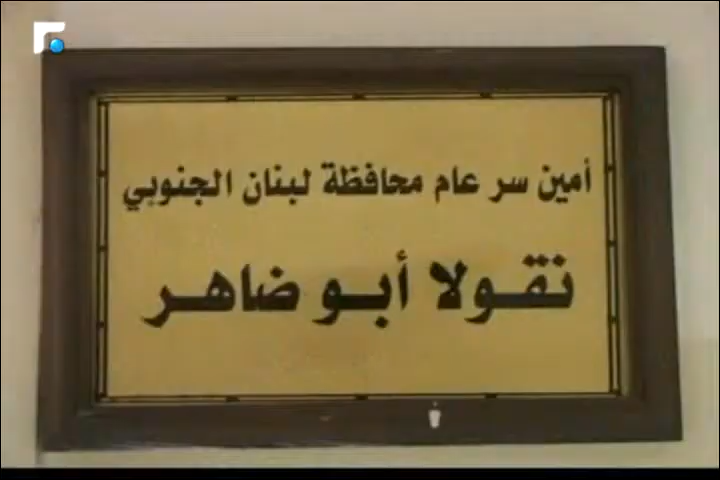 أمين سر عام محافظة لبنان الجنوبي
نقولا أبو ضاهر